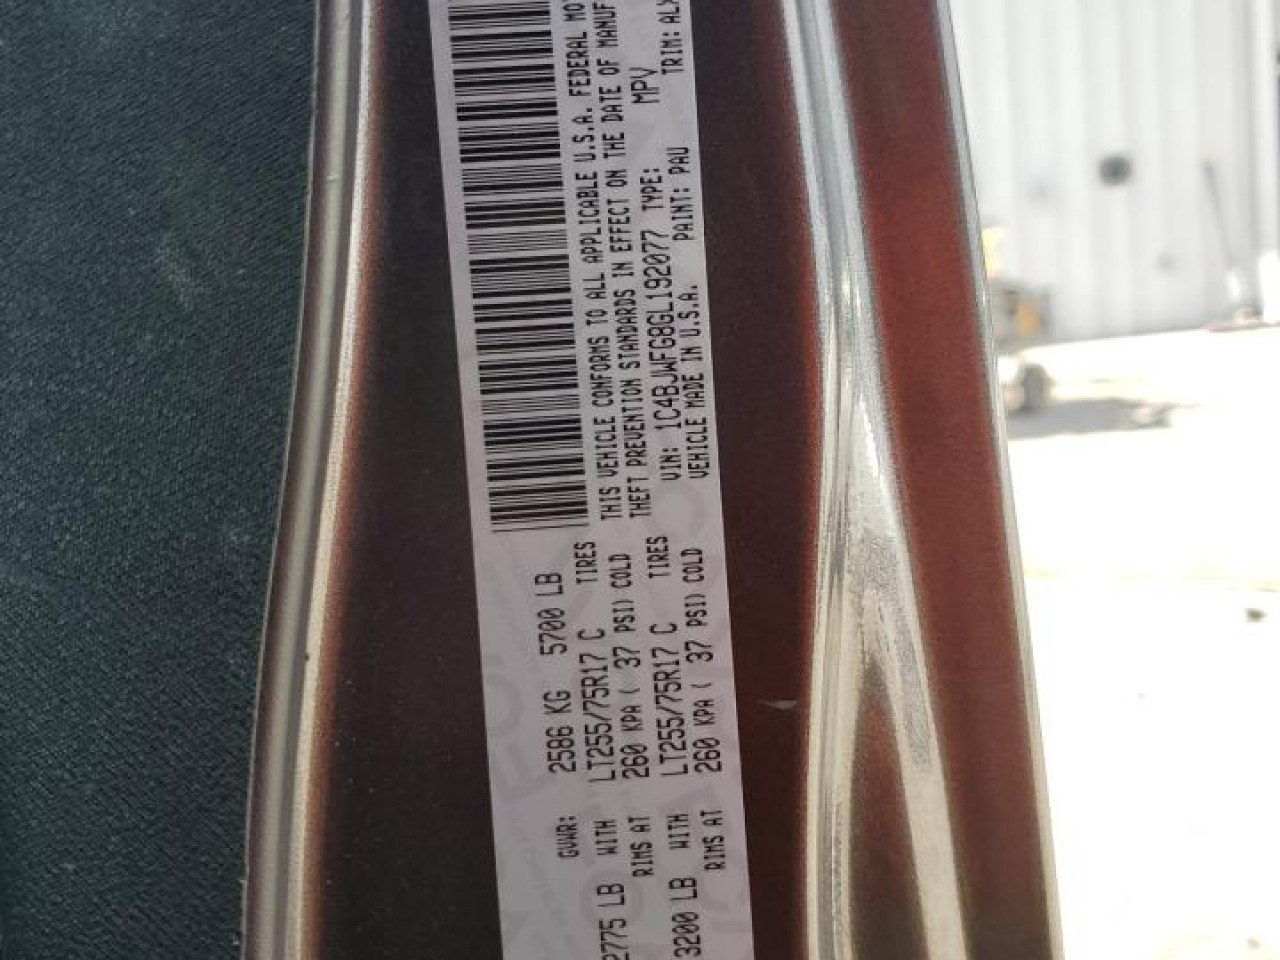 GVWR: 2586 KG 5700 LB
2775 LB WITH LT255/75R17 C TIRES
RIMS AT 260 KPA ( 37 PSI) COLD
3200 LB WITH LT255/75R17 C TIRES
RIMS AT 260 KPA ( 37 PSI) COLD
THIS VEHICLE CONFORMS TO ALL APPLICABLE U.S.A. FEDERAL MOT
THEFT PREVENTION STANDARDS IN EFFECT ON THE DATE OF MANUF
VIN: 1C4BJWFG8GL192077 TYPE: MPV
VEHICLE MADE IN U.S.A. PAINT: PAU TRIM: ALX